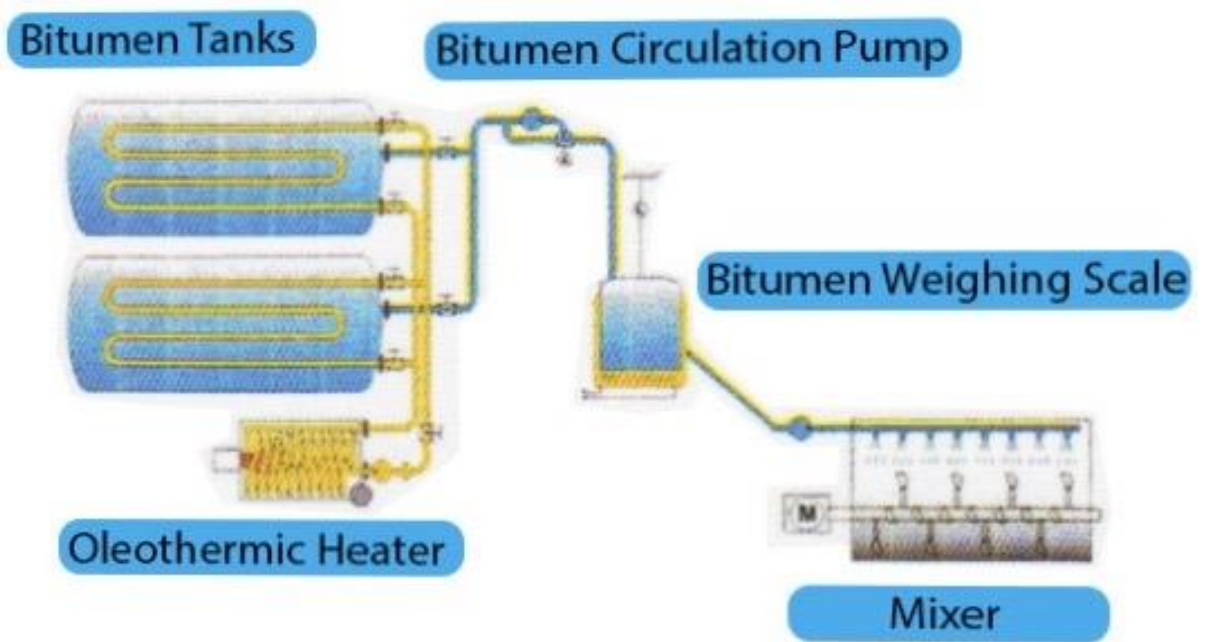 Bitumen Tanks
Bitumen Circulation Pump
Bitumen Weighing Scale
Oleothermic Heater
M
Mixer